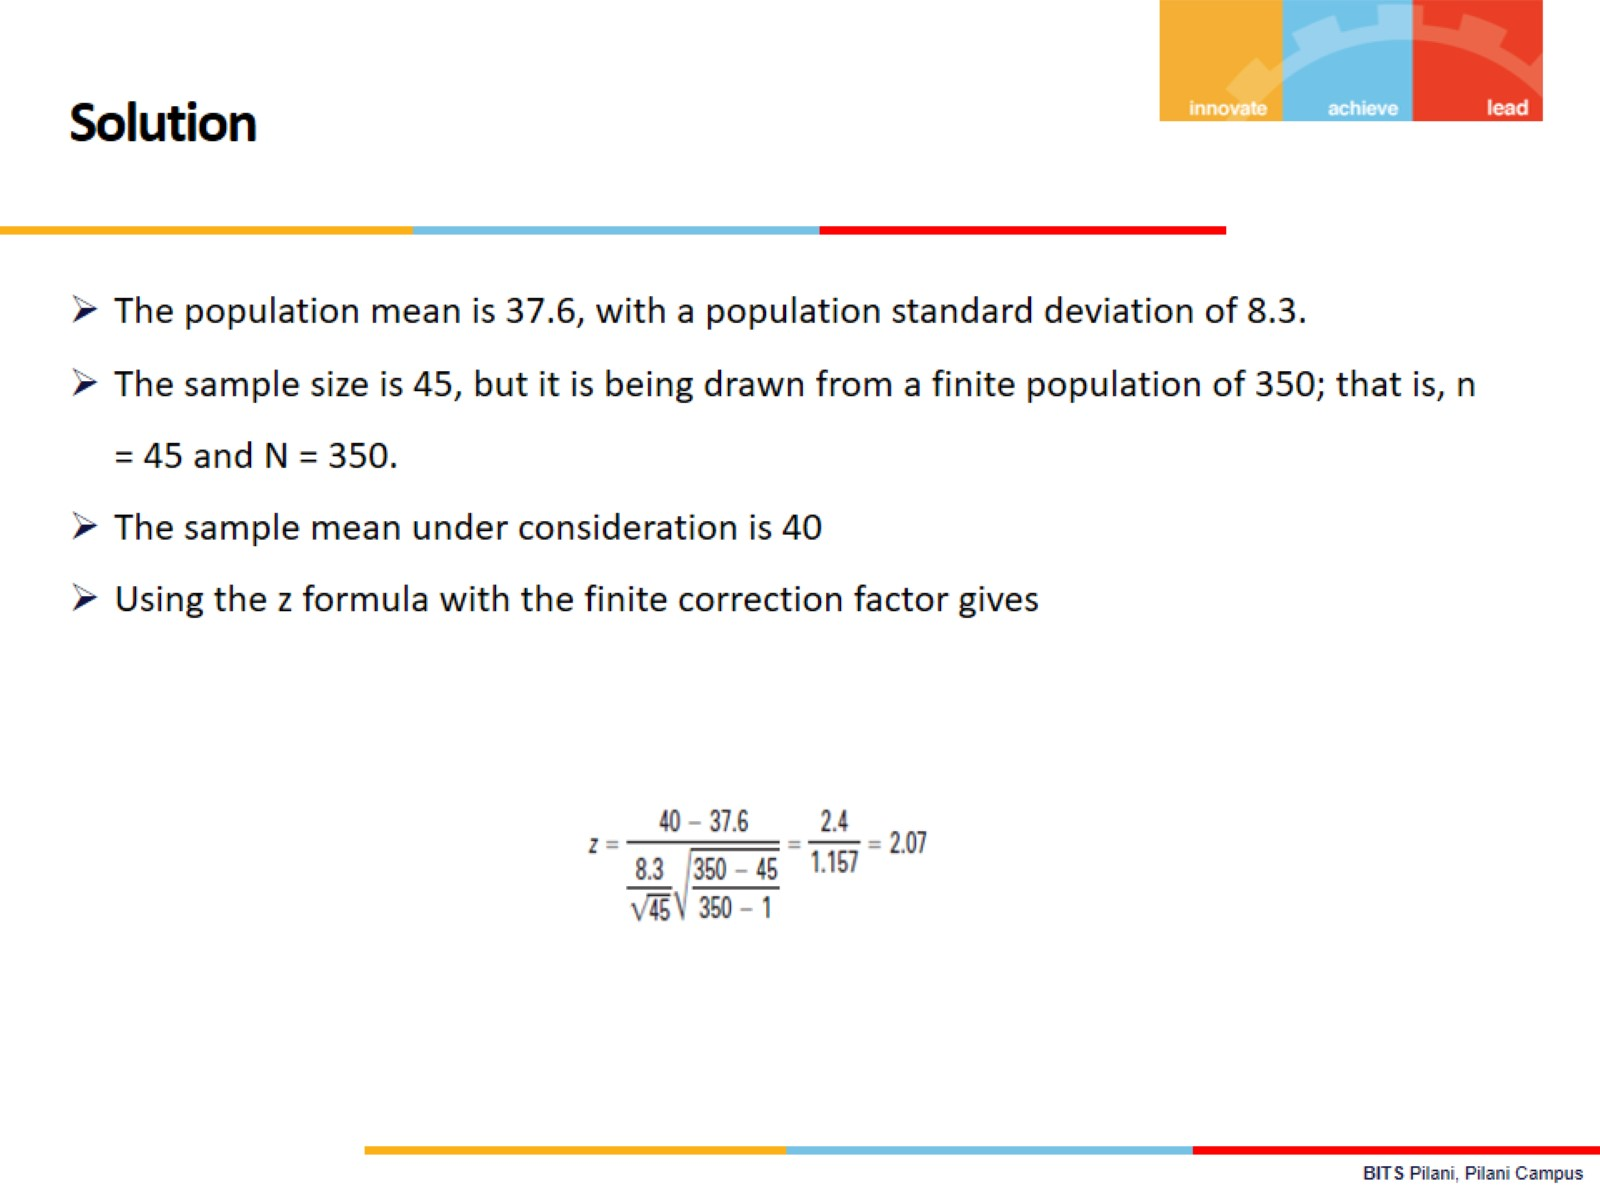 innovate achieve lead
Solution
➢ The population mean is 37.6, with a population standard deviation of 8.3.
➢ The sample size is 45, but it is being drawn from a finite population of 350; that is, n
= 45 and N = 350.
➢ The sample mean under consideration is 40
➢ Using the z formula with the finite correction factor gives
z = (40 – 37.6) / ((8.3/√45) √((350 – 45)/(350 – 1))) = 2.4/1.157 = 2.07
BITS Pilani, Pilani Campus